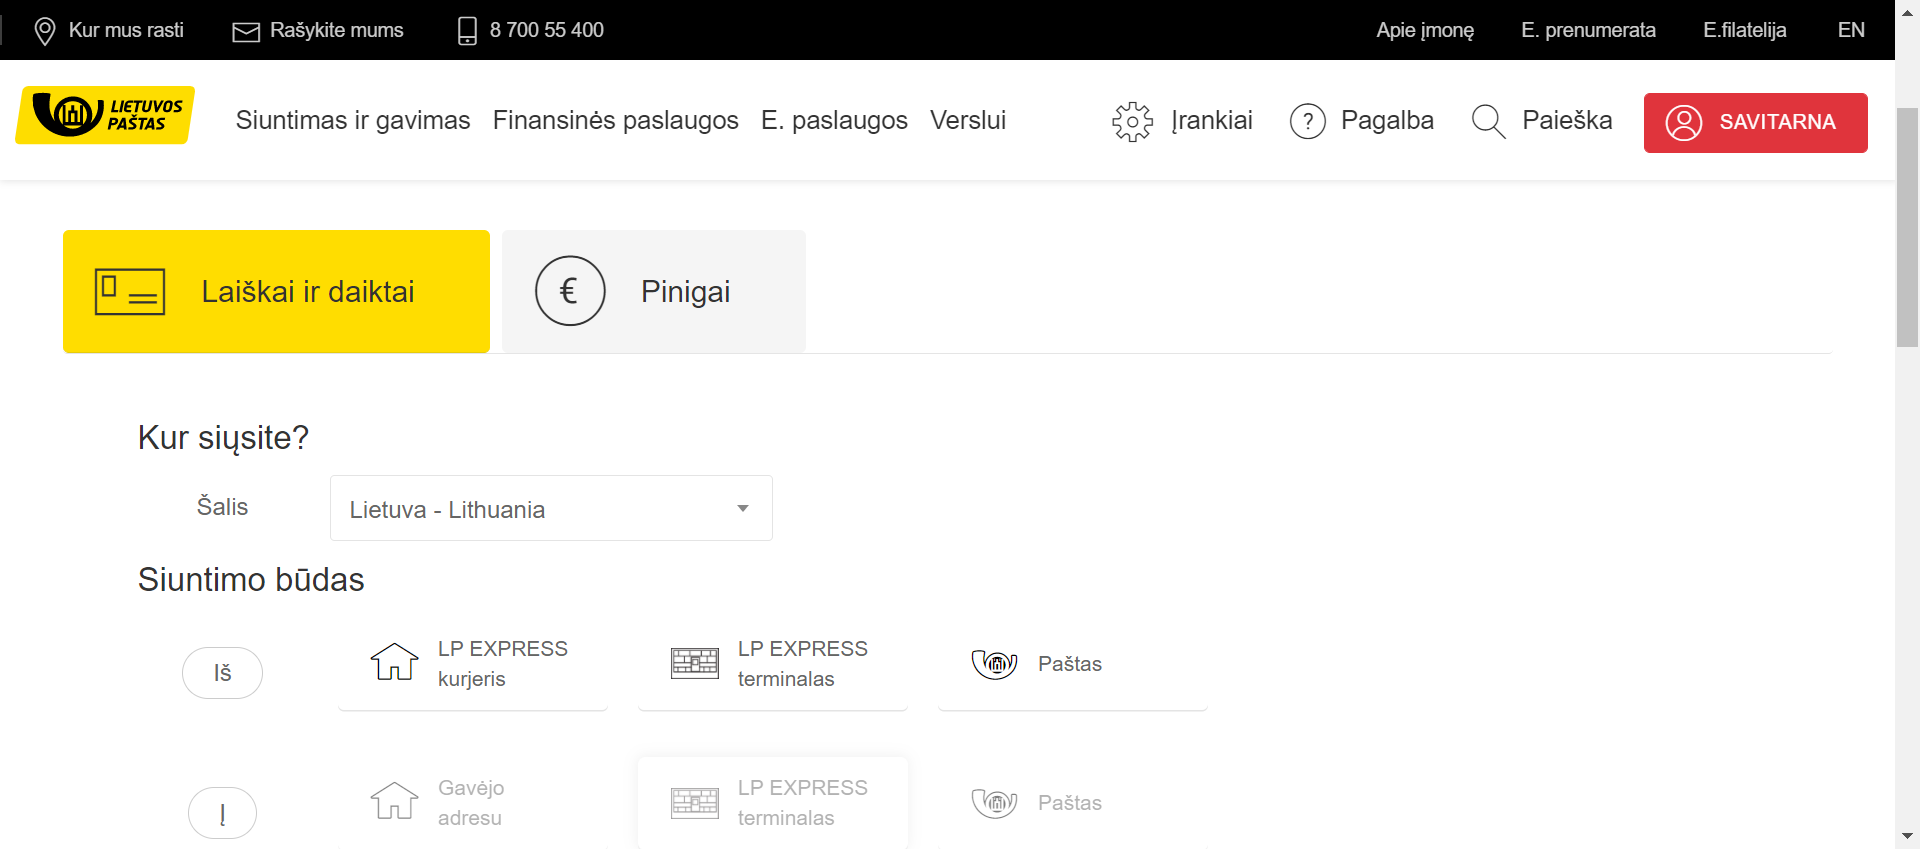 Kur mus rasti
Rašykite mums
8 700 55 400
Apie įmonę
E. prenumerata
E.filatelija
EN
LIETUVOS
PAŠTAS
Siuntimas ir gavimas
Finansinės paslaugos
E. paslaugos
Verslui
Įrankiai
?
Pagalba
Paieška
SAVITARNA
Laiškai ir daiktai
€
Pinigai
Kur siųsite?
Šalis
Lietuva - Lithuania
Siuntimo būdas
Iš
LP EXPRESS
kurjeris
LP EXPRESS
terminalas
Paštas
Į
Gavėjo
adresu
LP EXPRESS
terminalas
Paštas